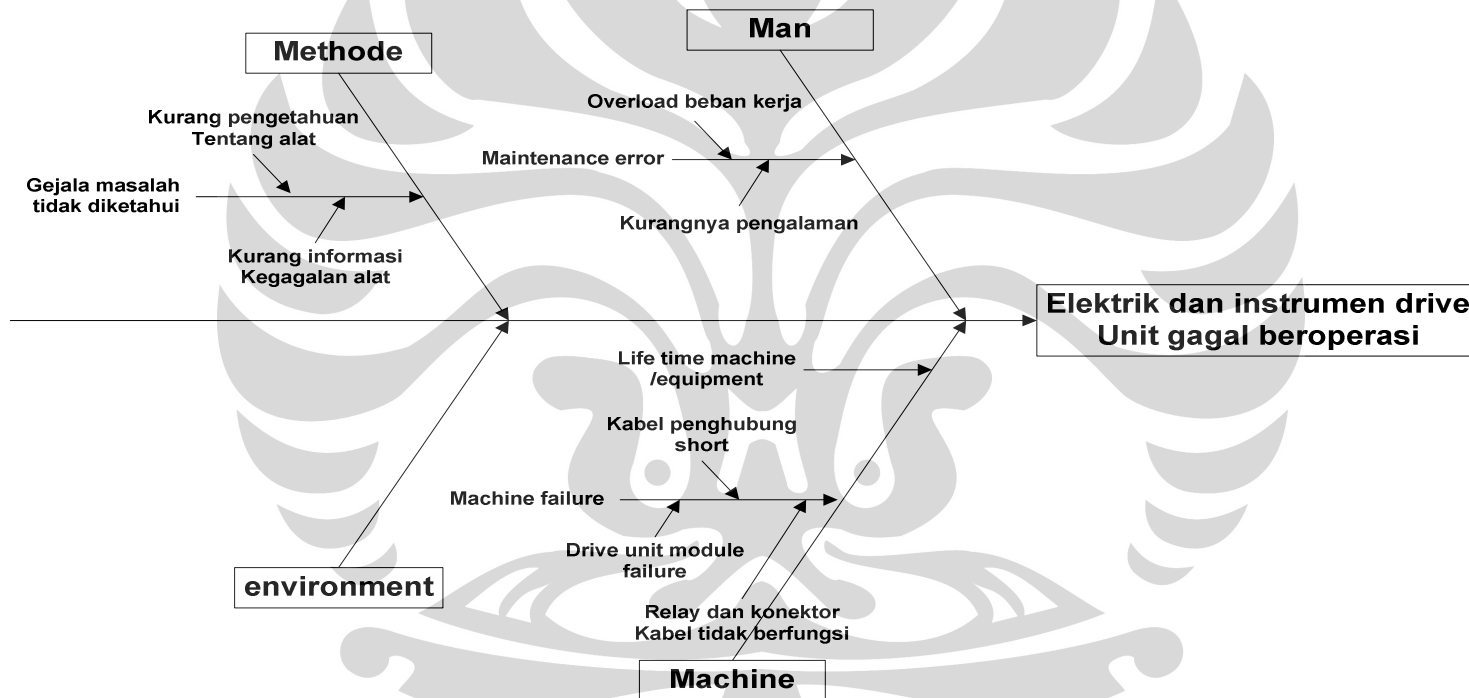 Man
Methode
Overload beban kerja
Kurang pengetahuan
Tentang alat
Maintenance error
Gejala masalah
tidak diketahui
Kurangnya pengalaman
Kurang informasi
Kegagalan alat
Elektrik dan instrumen drive
Unit gagal beroperasi
Life time machine
/equipment
Kabel penghubung
short
Machine failure
Drive unit module
failure
environment
Relay dan konektor
Kabel tidak berfungsi
Machine